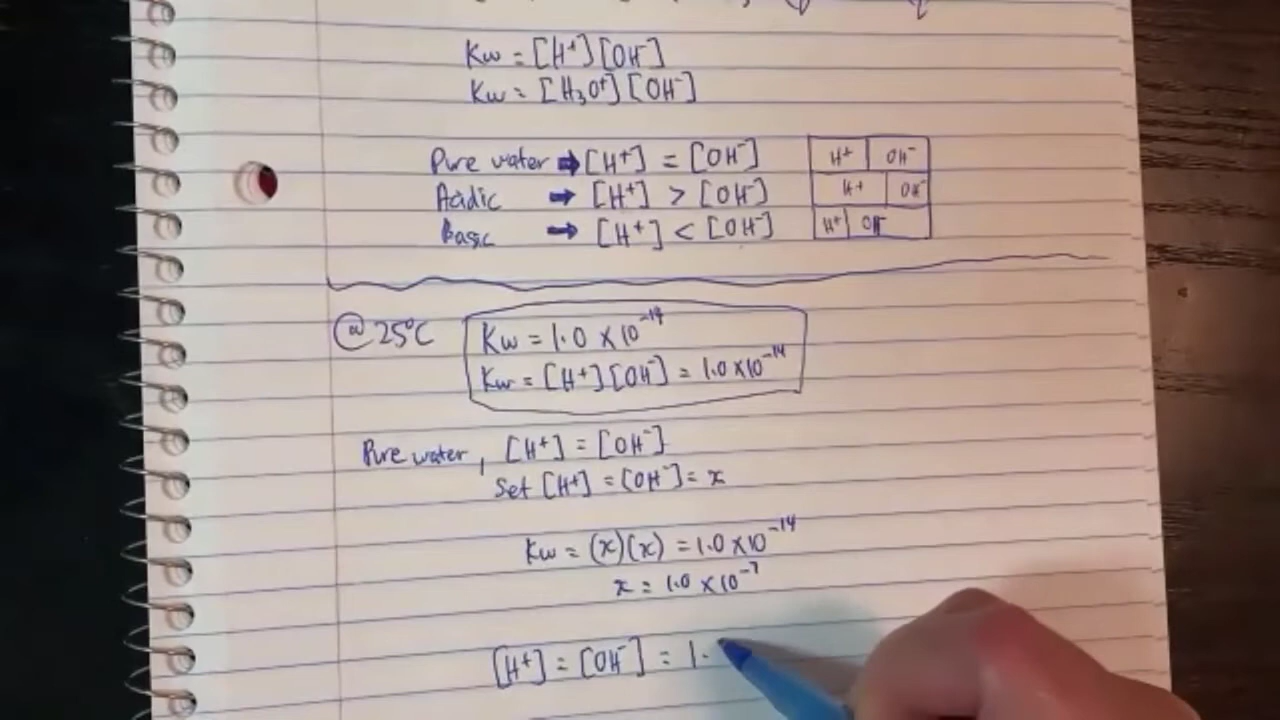 Kw = [H⁺][OH⁻]
Kw = [H₃O⁺][OH⁻]
Pure water → [H⁺] = [OH⁻] H⁺ OH⁻
Acidic → [H⁺] > [OH⁻] H⁺ OH⁻
Basic → [H⁺] < [OH⁻] H⁺ OH⁻
@ 25°C Kw = 1.0 × 10⁻¹⁴
Kw = [H⁺][OH⁻] = 1.0 × 10⁻¹⁴
Pure water, [H⁺] = [OH⁻]
Set [H⁺] = [OH⁻] = x
Kw = (x)(x) = 1.0 × 10⁻¹⁴
x = 1.0 × 10⁻⁷
[H⁺] = [OH⁻] = 1.